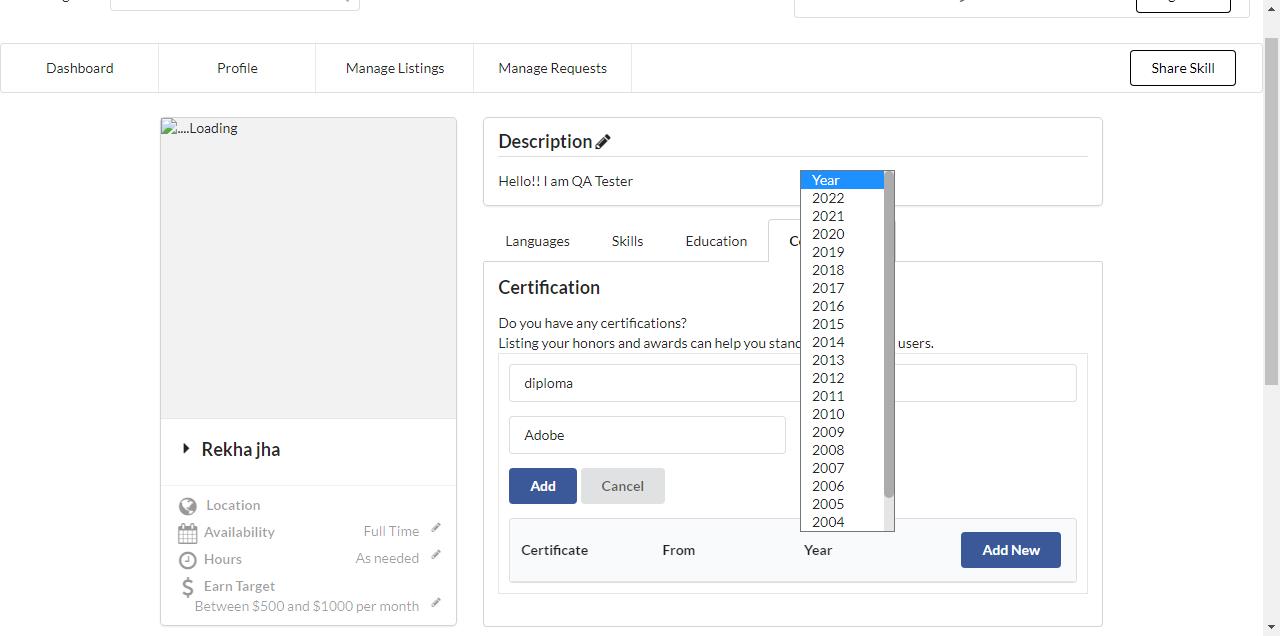 Dashboard
Profile
Manage Listings
Manage Requests
Share Skill
....Loading
Rekha jha
Location
Availability
Full Time
Hours
As needed
Earn Target
Between $500 and $1000 per month
Description
Hello!! I am QA Tester
Languages
Skills
Education
Certification
Do you have any certifications?
Listing your honors and awards can help you stand users.
diploma
Adobe
Year
2022
2021
2020
2019
2018
2017
2016
2015
2014
2013
2012
2011
2010
2009
2008
2007
2006
2005
2004
Add
Cancel
Certificate
From
Year
Add New